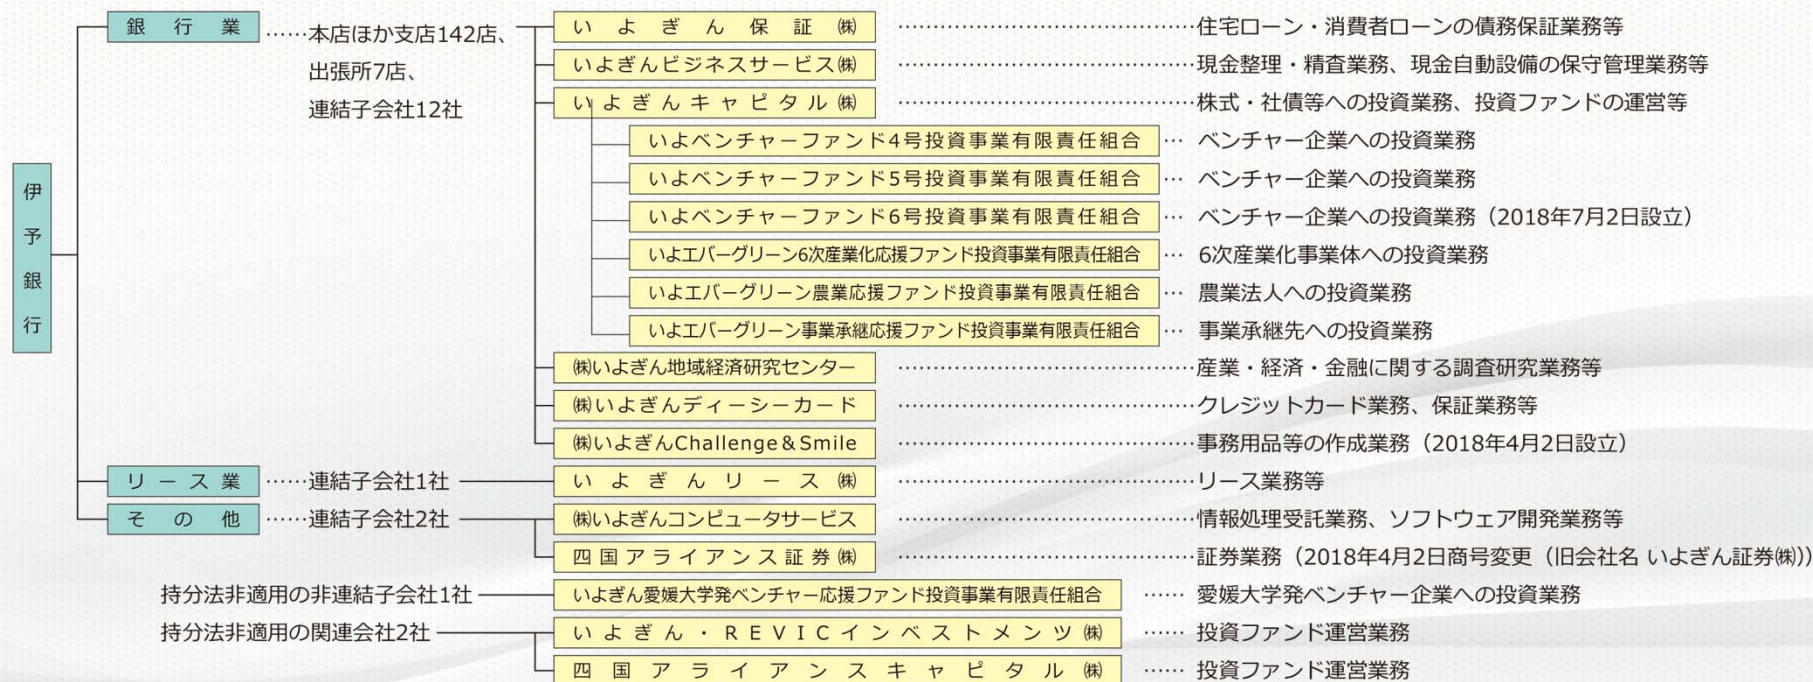 伊予銀行
銀行業……本店ほか支店142店、
出張所7店、
連結子会社12社
いよぎん保証㈱……住宅ローン・消費者ローンの債務保証業務等
いよぎんビジネスサービス㈱……現金整理・精査業務、現金自動設備の保守管理業務等
いよぎんキャピタル㈱……株式・社債等への投資業務、投資ファンドの運営等
いよベンチャーファンド4号投資事業有限責任組合… ベンチャー企業への投資業務
いよベンチャーファンド5号投資事業有限責任組合… ベンチャー企業への投資業務
いよベンチャーファンド6号投資事業有限責任組合… ベンチャー企業への投資業務（2018年7月2日設立）
いよエバーグリーン6次産業化応援ファンド投資事業有限責任組合… 6次産業化事業体への投資業務
いよエバーグリーン農業応援ファンド投資事業有限責任組合… 農業法人への投資業務
いよエバーグリーン事業承継応援ファンド投資事業有限責任組合… 事業承継先への投資業務
㈱いよぎん地域経済研究センター……産業・経済・金融に関する調査研究業務等
㈱いよぎんディーシーカード……クレジットカード業務、保証業務等
㈱いよぎんChallenge&Smile……事務用品等の作成業務（2018年4月2日設立）
リース業……連結子会社1社 いよぎんリース㈱……リース業務等
その他……連結子会社2社 ㈱いよぎんコンピュータサービス……情報処理受託業務、ソフトウェア開発業務等
四国アライアンス証券㈱……証券業務（2018年4月2日商号変更（旧会社名 いよぎん証券㈱））
持分法非適用の非連結子会社1社 いよぎん愛媛大学発ベンチャー応援ファンド投資事業有限責任組合…… 愛媛大学発ベンチャー企業への投資業務
持分法非適用の関連会社2社 いよぎん・REVICインベストメンツ㈱…… 投資ファンド運営業務
四国アライアンスキャピタル㈱…… 投資ファンド運営業務